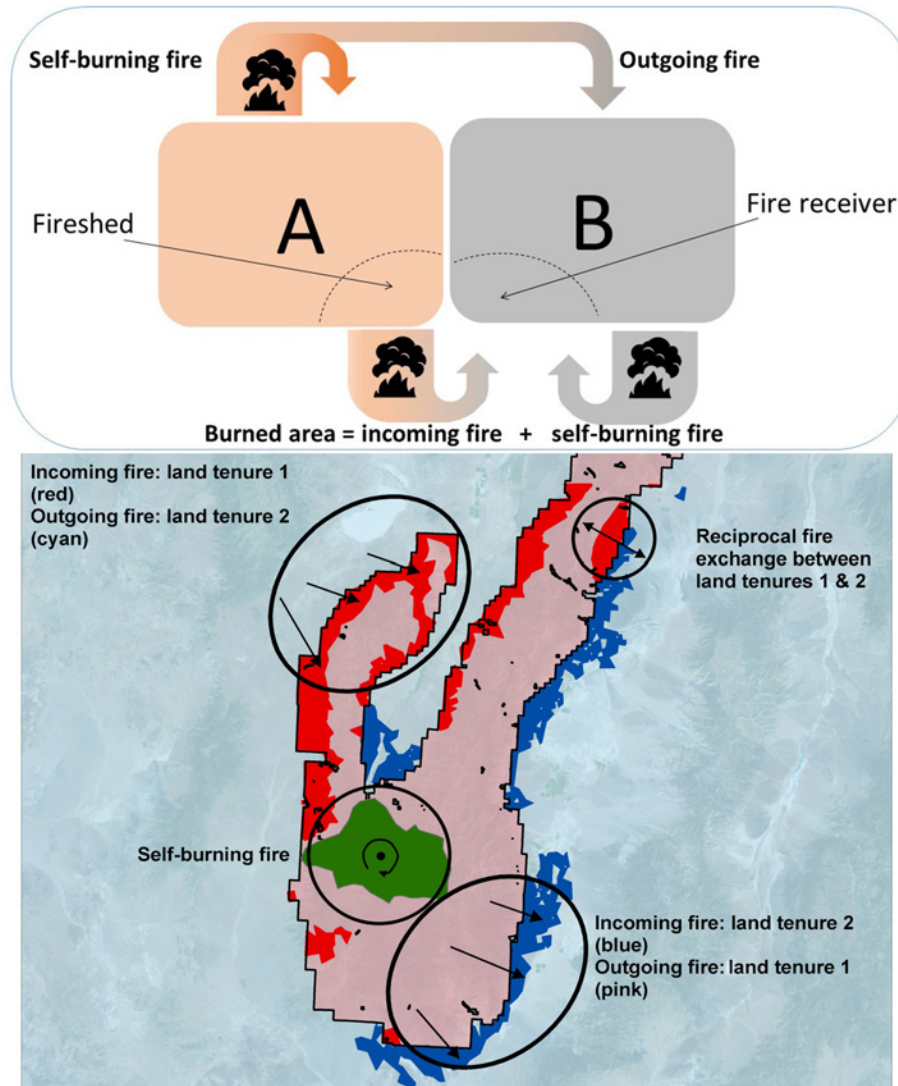 Self-burning fire
Outgoing fire
A
B
Fireshed
Fire receiver
Burned area = incoming fire + self-burning fire
Incoming fire: land tenure 1
(red)
Outgoing fire: land tenure 2
(cyan)
Reciprocal fire
exchange between
land tenures 1 & 2
Self-burning fire
Incoming fire: land tenure 2
(blue)
Outgoing fire: land tenure 1
(pink)